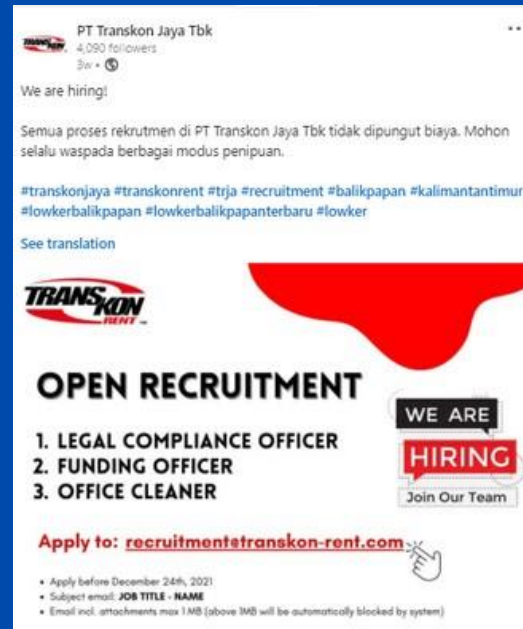 PT Transkon Jaya Tbk
4,090 followers
3w •
We are hiring!
Semua proses rekrutmen di PT Transkon Jaya Tbk tidak dipungut biaya. Mohon
selalu waspada berbagai modus penipuan.
#transkonjaya #transkonrent #trja #recruitment #balikpapan #kalimantantimur
#lowkerbalikpapan #lowkerbalikpapanterbaru #lowker
See translation
TRANSKON
RENT
OPEN RECRUITMENT
WE ARE
HIRING
Join Our Team
1. LEGAL COMPLIANCE OFFICER
2. FUNDING OFFICER
3. OFFICE CLEANER
Apply to: recruitment@transkon-rent.com
• Apply before December 24th, 2021
• Subject email: JOB TITLE - NAME
• Email incl. attachments max 1 MB (above 1MB will be automatically blocked by system)